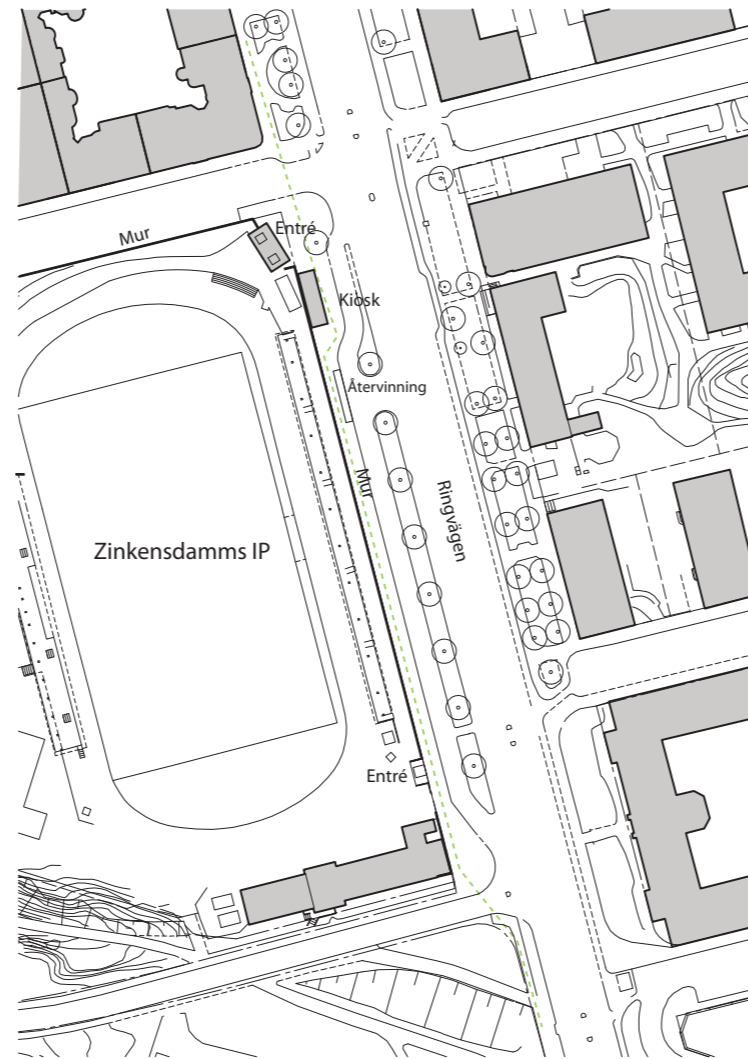 Mur
Entré
Kiosk
Återvinning
Mur
Ringvägen
Zinkensdamms IP
Entré